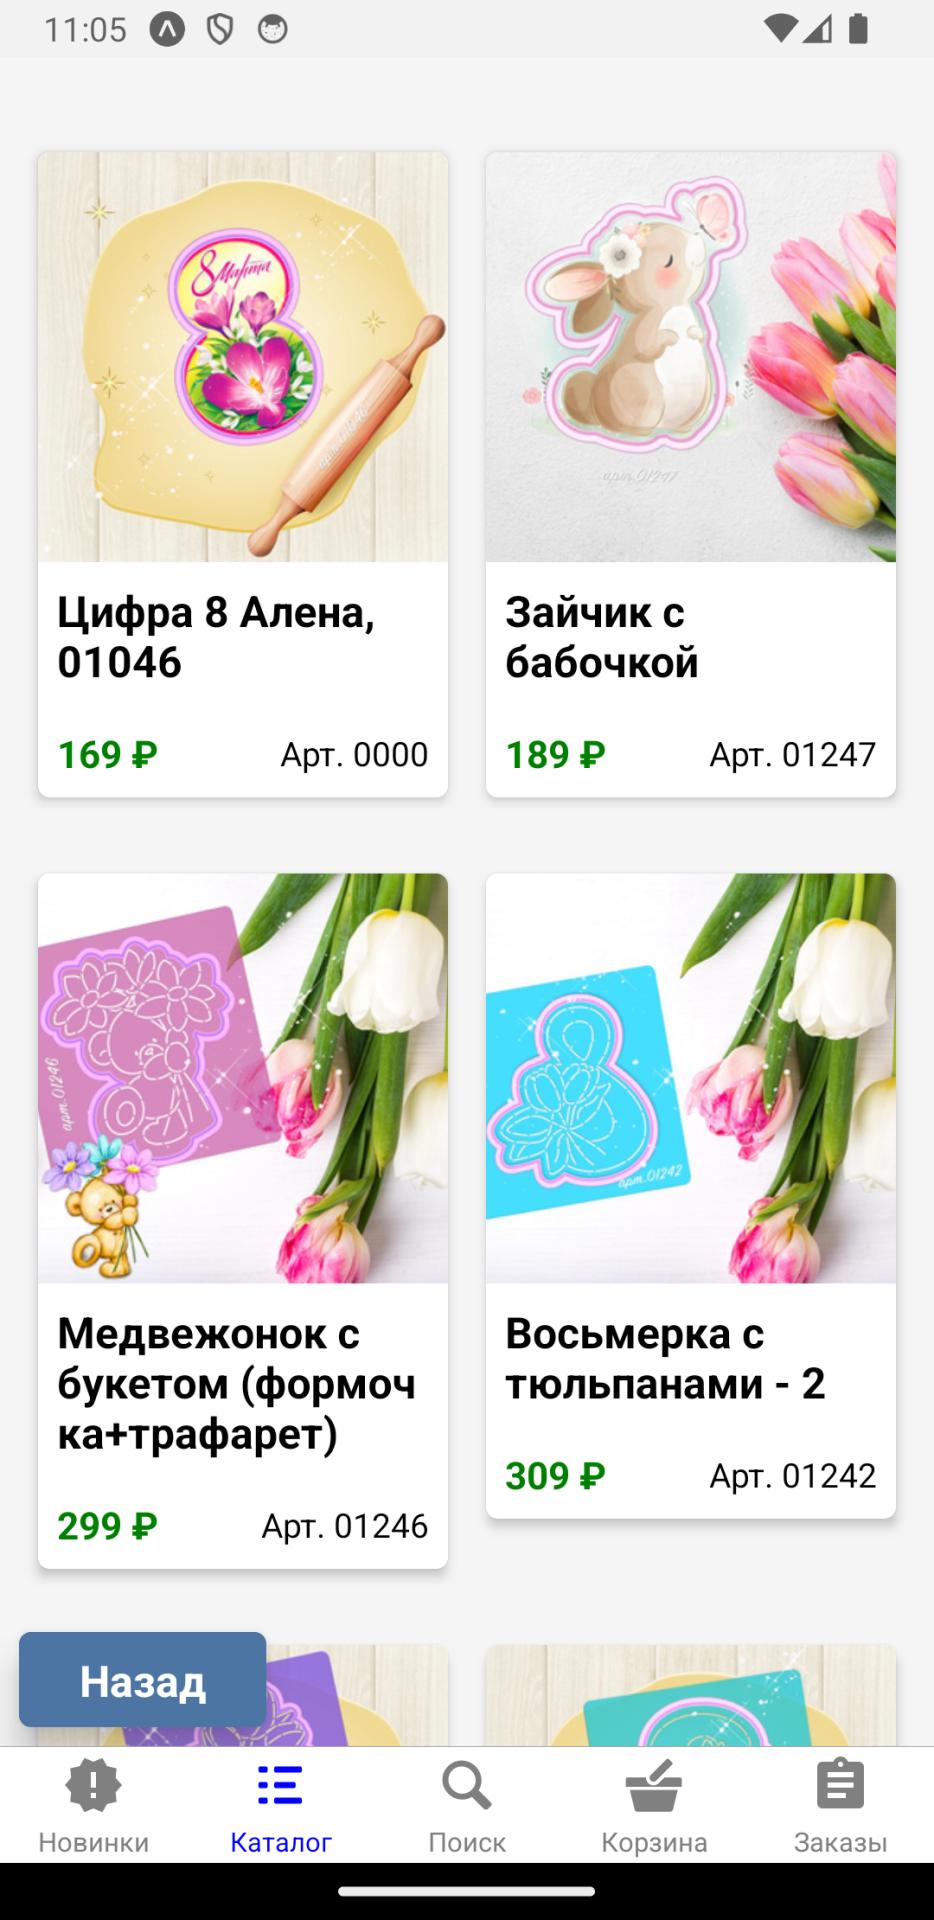 11:05
8 Марта
арт.01046
арт.01247
Цифра 8 Алена,
01046
169 ₽ Арт. 0000
Зайчик с
бабочкой
189 ₽ Арт. 01247
арт.01246
арт.01242
Медвежонок с
букетом (формоч
ка+трафарет)
299 ₽ Арт. 01246
Восьмерка с
тюльпанами - 2
309 ₽ Арт. 01242
Назад
Новинки
Каталог
Поиск
Корзина
Заказы